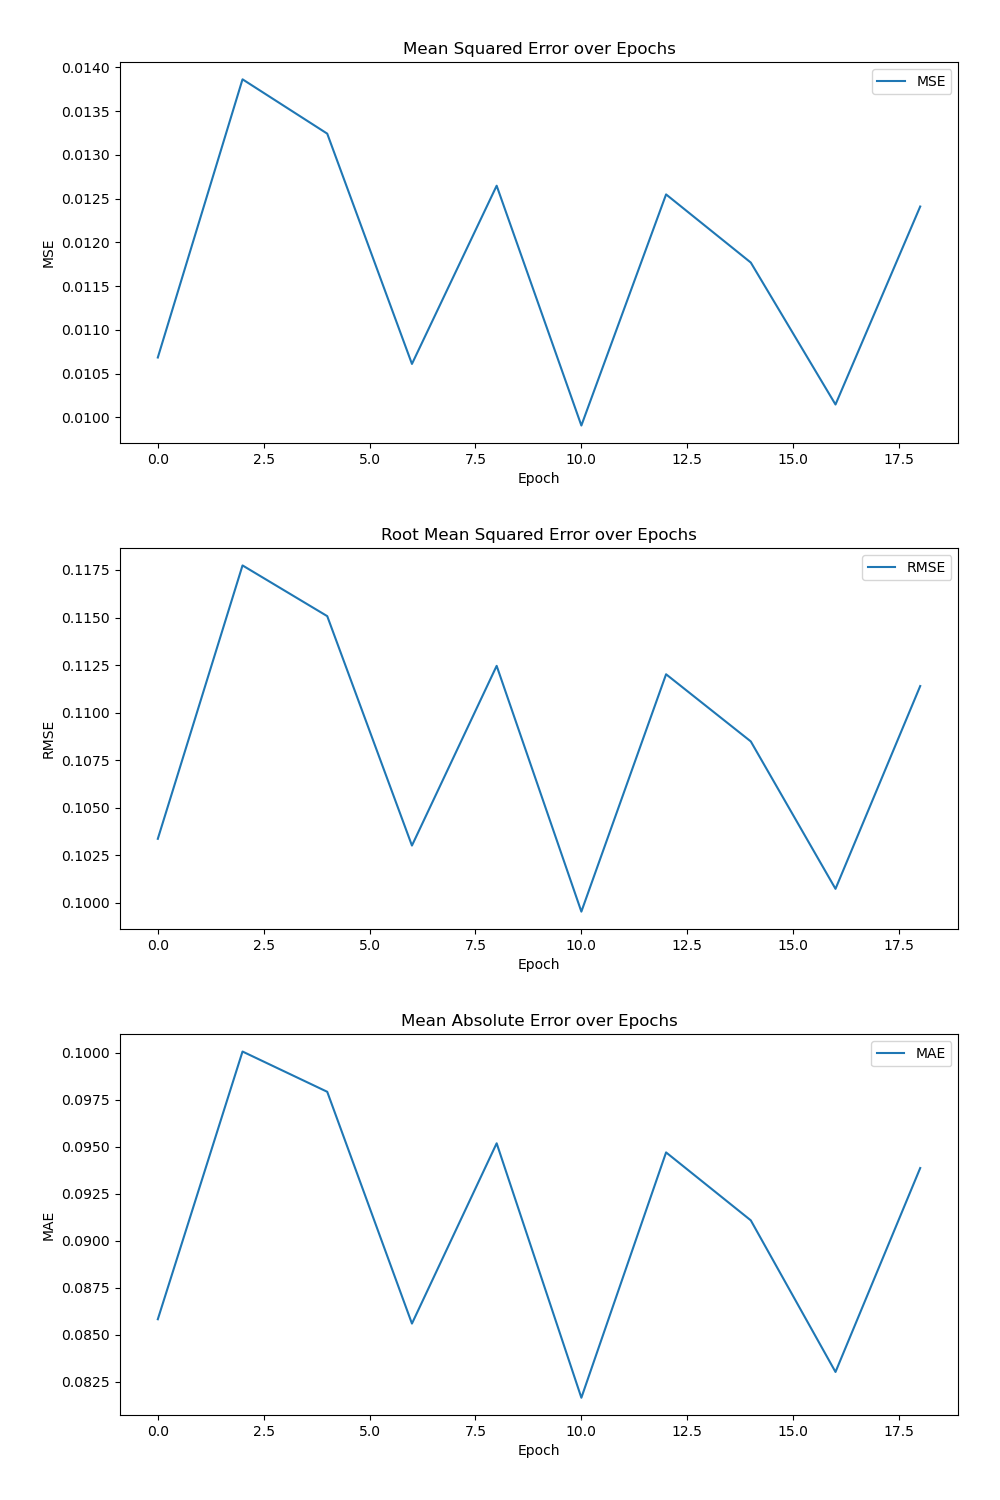 Mean Squared Error over Epochs
MSE
0.0140
0.0135
0.0130
0.0125
0.0120
0.0115
0.0110
0.0105
0.0100
MSE
0.0 2.5 5.0 7.5 10.0 12.5 15.0 17.5
Epoch
Root Mean Squared Error over Epochs
RMSE
0.1175
0.1150
0.1125
0.1100
0.1075
0.1050
0.1025
0.1000
RMSE
0.0 2.5 5.0 7.5 10.0 12.5 15.0 17.5
Epoch
Mean Absolute Error over Epochs
MAE
0.1000
0.0975
0.0950
0.0925
0.0900
0.0875
0.0850
0.0825
MAE
0.0 2.5 5.0 7.5 10.0 12.5 15.0 17.5
Epoch